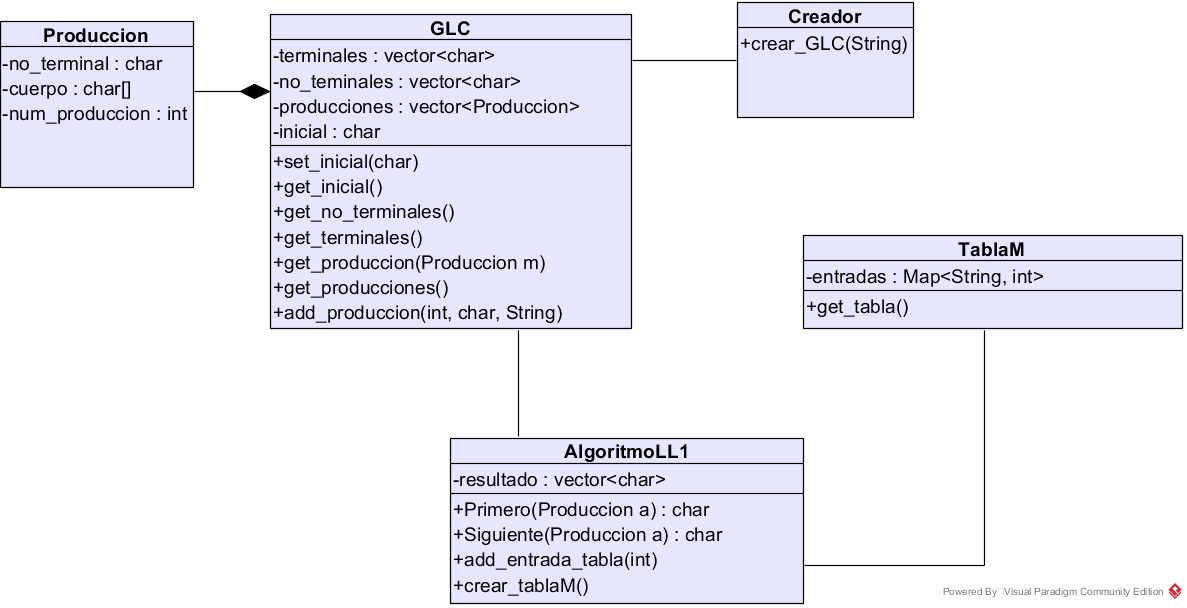 Produccion
-no_terminal : char
-cuerpo : char[]
-num_produccion : int
GLC
-terminales : vector<char>
-no_teminales : vector<char>
-producciones : vector<Produccion>
-inicial : char
+set_inicial(char)
+get_inicial()
+get_no_terminales()
+get_terminales()
+get_produccion(Produccion m)
+get_producciones()
+add_produccion(int, char, String)
Creador
+crear_GLC(String)
TablaM
-entradas : Map<String, int>
+get_tabla()
AlgoritmoLL1
-resultado : vector<char>
+Primero(Produccion a) : char
+Siguiente(Produccion a) : char
+add_entrada_tabla(int)
+crear_tablaM()
Powered By Visual Paradigm Community Edition